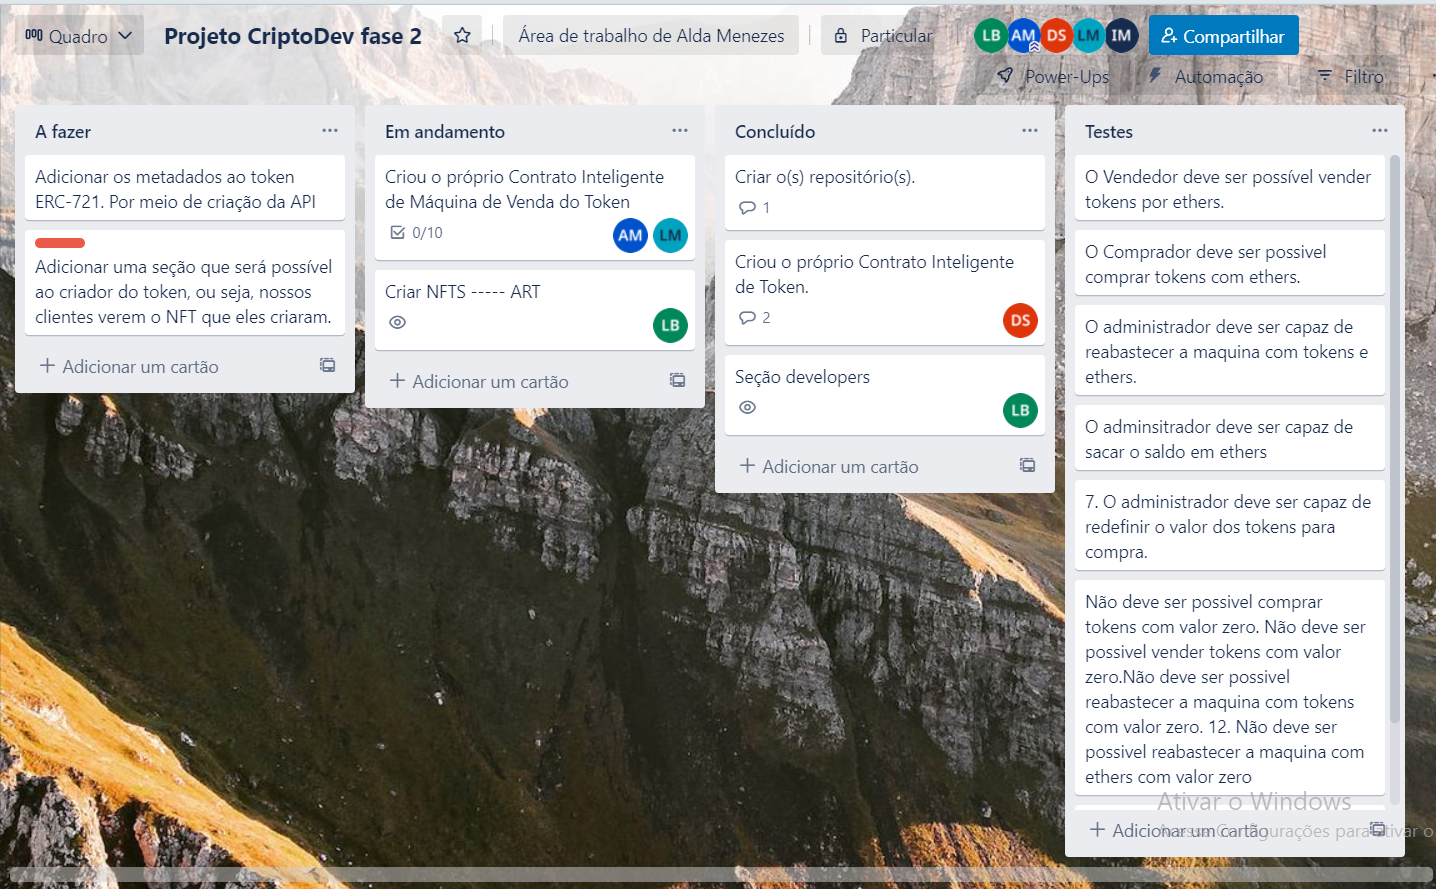 Quadro
Projeto CriptoDev fase 2
Área de trabalho de Alda Menezes
Particular
LB
AM
DS
LM
IM
Compartilhar
Power-Ups
Automação
Filtro
A fazer
Adicionar os metadados ao token
ERC-721. Por meio de criação da API
Adicionar uma seção que será possível
ao criador do token, ou seja, nossos
clientes verem o NFT que eles criaram.
Adicionar um cartão
Em andamento
Criou o próprio Contrato Inteligente
de Máquina de Venda do Token
0/10
AM
LM
Criar NFTS ----- ART
LB
Adicionar um cartão
Concluído
Criar o(s) repositório(s).
1
Criou o próprio Contrato Inteligente
de Token.
2
DS
Seção developers
LB
Adicionar um cartão
Testes
O Vendedor deve ser possível vender
tokens por ethers.
O Comprador deve ser possivel
comprar tokens com ethers.
O administrador deve ser capaz de
reabastecer a maquina com tokens e
ethers.
O adminsitrador deve ser capaz de
sacar o saldo em ethers
7. O administrador deve ser capaz de
redefinir o valor dos tokens para
compra.
Não deve ser possivel comprar
tokens com valor zero. Não deve ser
possivel vender tokens com valor
zero.Não deve ser possivel
reabastecer a maquina com tokens
com valor zero. 12. Não deve ser
possivel reabastecer a maquina com
ethers com valor zero
Adicionar um cartão
Ativar o Windows
Acesse Configurações para ativar o